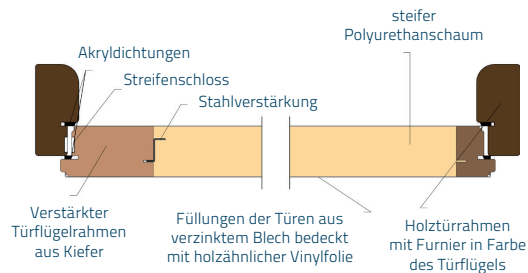 steifer
Polyurethanschaum
Akryldichtungen
Streifenschloss
Stahlverstärkung
Verstärkter
Türflügelrahmen
aus Kiefer
Füllungen der Türen aus
verzinktem Blech bedeckt
mit holzähnlicher Vinylfolie
Holztürrahmen
mit Furnier in Farbe
des Türflügels